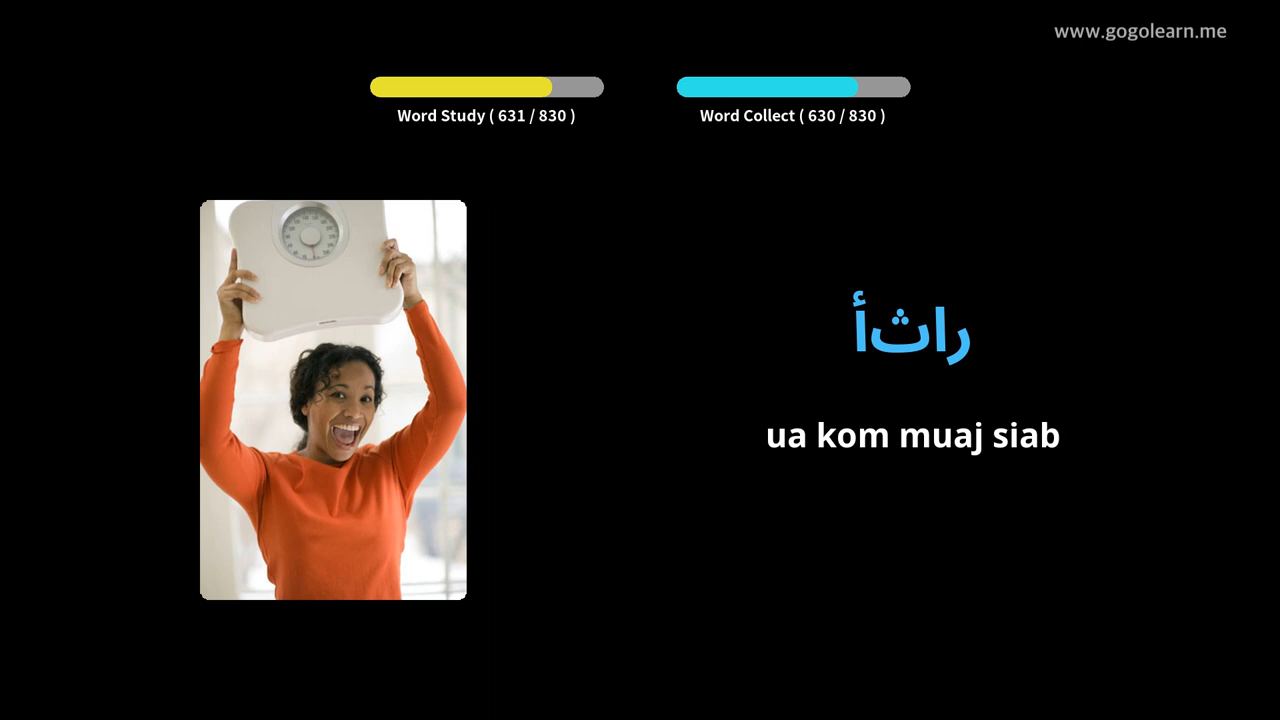 www.gogolearn.me
Word Study ( 631 / 830 )
Word Collect ( 630 / 830 )
راثأ
ua kom muaj siab